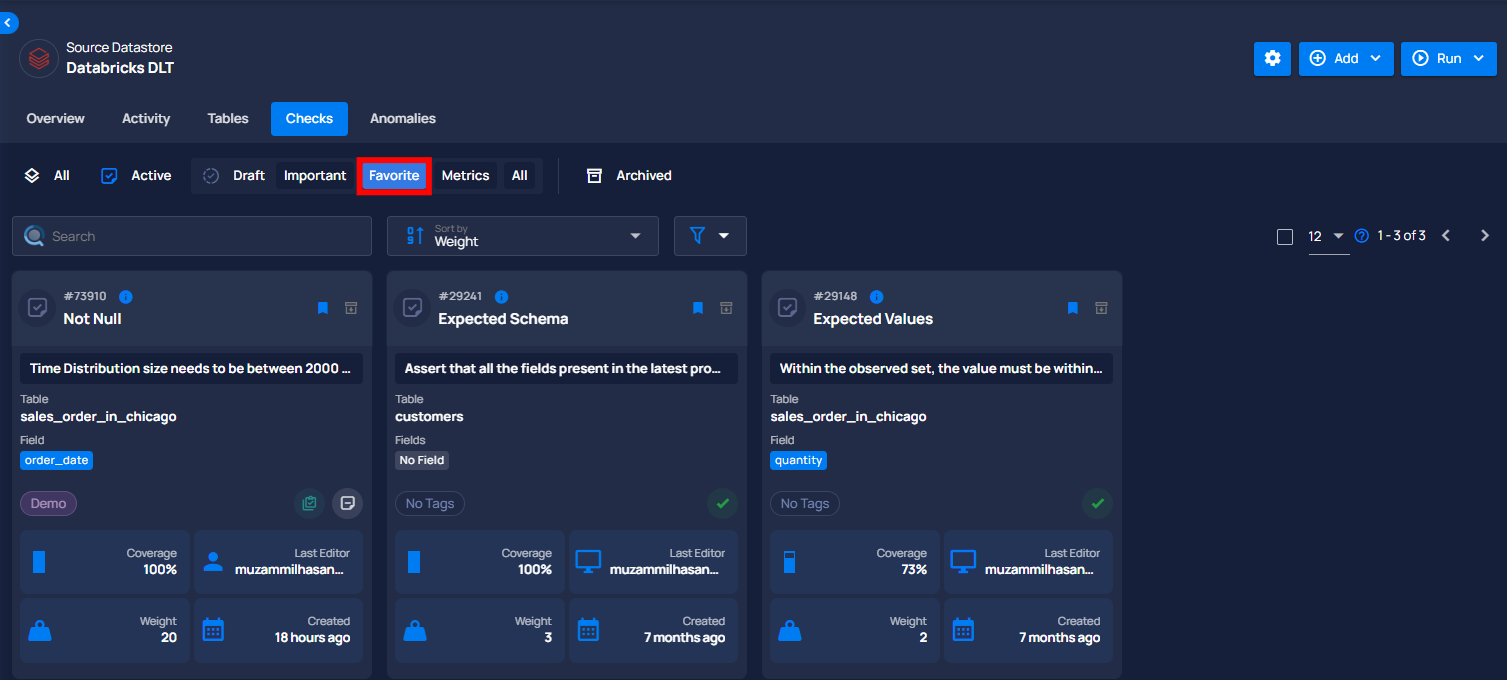 Source Datastore
Databricks DLT
Add
Run
Overview
Activity
Tables
Checks
Anomalies
All
Active
Draft
Important
Favorite
Metrics
All
Archived
Search
Sort by
Weight
12
1 - 3 of 3
#73910
Not Null
Time Distribution size needs to be between 2000 ...
Table
sales_order_in_chicago
Field
order_date
Demo
Coverage
100%
Last Editor
muzammilhasan...
Weight
20
Created
18 hours ago
#29241
Expected Schema
Assert that all the fields present in the latest pro...
Table
customers
Fields
No Field
No Tags
Coverage
100%
Last Editor
muzammilhasan...
Weight
3
Created
7 months ago
#29148
Expected Values
Within the observed set, the value must be within...
Table
sales_order_in_chicago
Field
quantity
No Tags
Coverage
73%
Last Editor
muzammilhasan...
Weight
2
Created
7 months ago